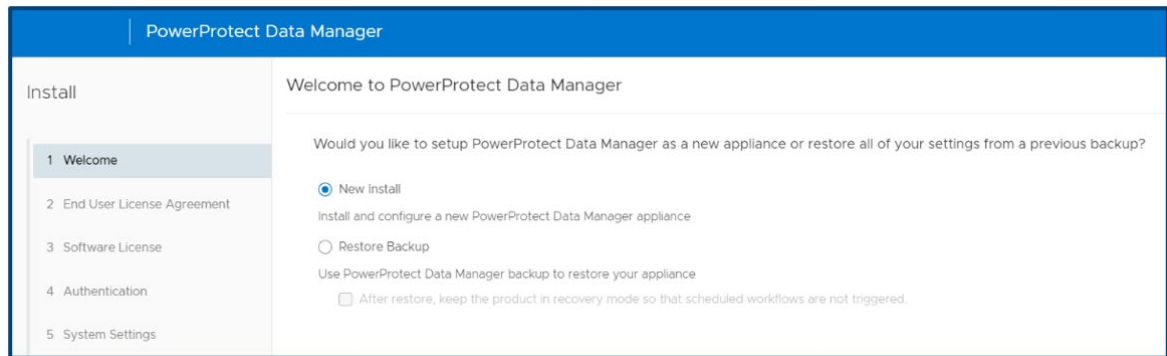 PowerProtect Data Manager
Install
1 Welcome
2 End User License Agreement
3 Software License
4 Authentication
5 System Settings
Welcome to PowerProtect Data Manager
Would you like to setup PowerProtect Data Manager as a new appliance or restore all of your settings from a previous backup?
New Install
Install and configure a new PowerProtect Data Manager appliance
Restore Backup
Use PowerProtect Data Manager backup to restore your appliance
After restore, keep the product in recovery mode so that scheduled workflows are not triggered.